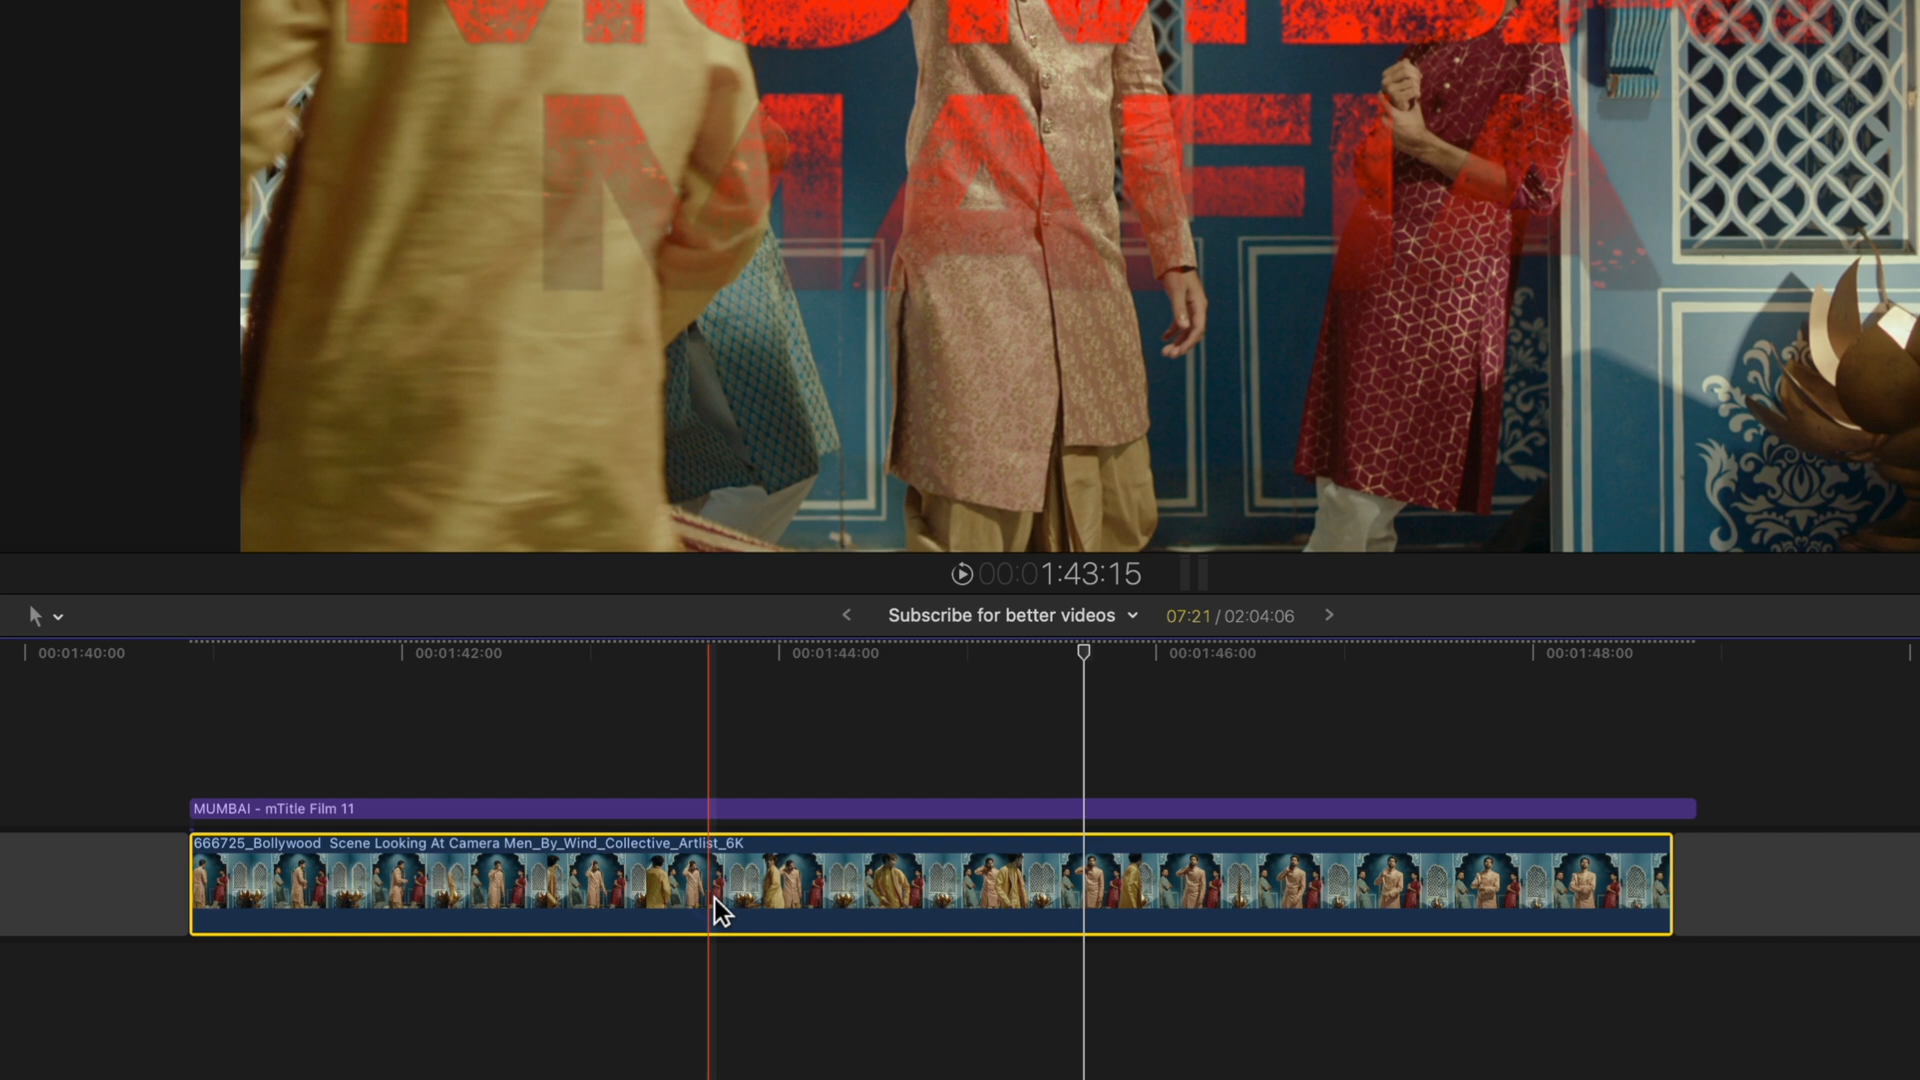 MUMBAI
MAFIA
00:01:43:15
Subscribe for better videos 07:21 / 02:04:06
00:01:40:00 00:01:42:00 00:01:44:00 00:01:46:00 00:01:48:00
MUMBAI - mTitle Film 11
666725_Bollywood Scene Looking At Camera Men_By_Wind_Collective_Artlist_6K